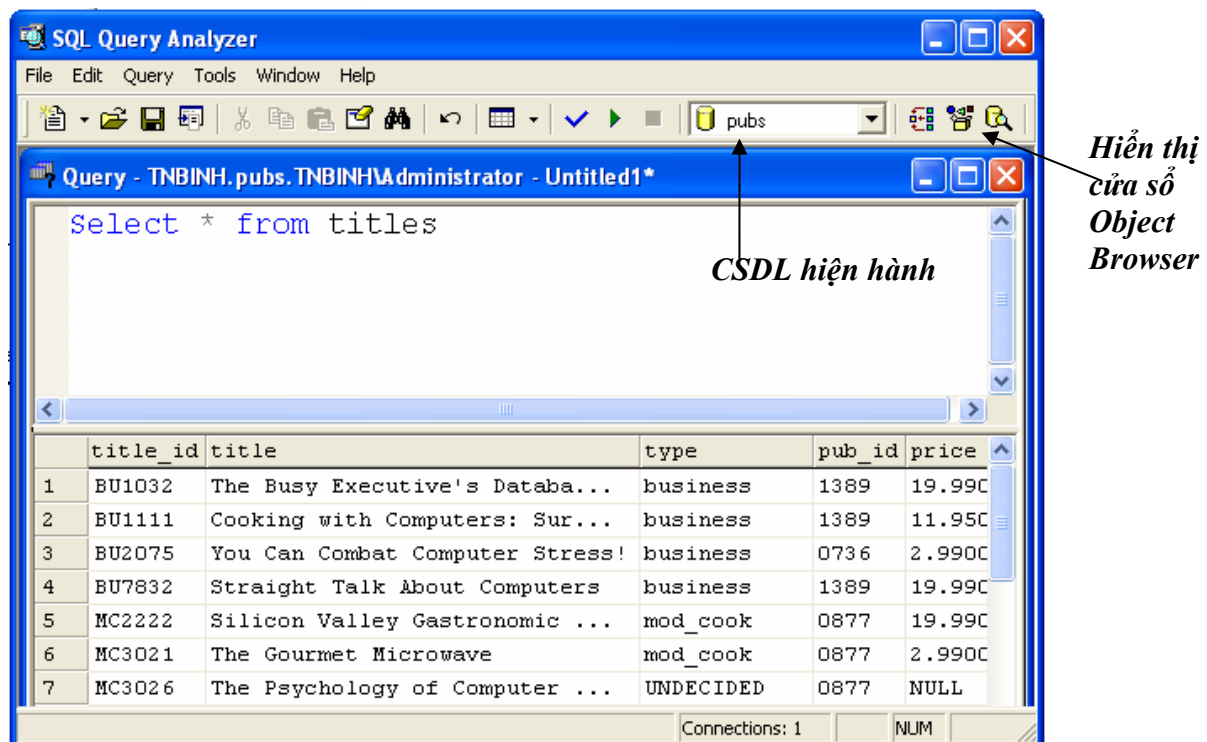 SQL Query Analyzer
File Edit Query Tools Window Help
pubs
Hiển thị
cửa sổ
Object
Browser
Query - TNBINH.pubs.TNBINH\Administrator - Untitled1*
Select * from titles
CSDL hiện hành
title_id title type pub_id price
1 BU1032 The Busy Executive's Databa... business 1389 19.990
2 BU1111 Cooking with Computers: Sur... business 1389 11.950
3 BU2075 You Can Combat Computer Stress! business 0736 2.9900
4 BU7832 Straight Talk About Computers business 1389 19.990
5 MC2222 Silicon Valley Gastronomic ... mod_cook 0877 19.990
6 MC3021 The Gourmet Microwave mod_cook 0877 2.9900
7 MC3026 The Psychology of Computer ... UNDECIDED 0877 NULL
Connections: 1 NUM